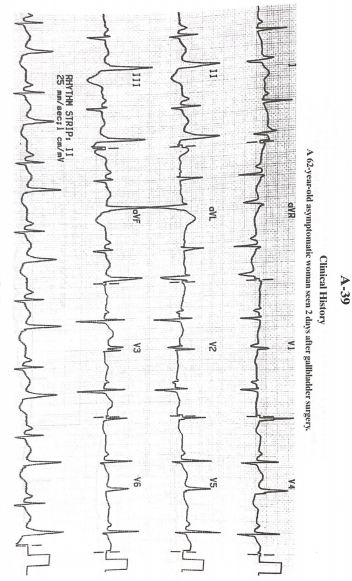 A-39
Clinical History
A 62-year-old asymptomatic woman seen 2 days after gallbladder surgery.
I
aVR
V1
V4
II
aVL
V2
V5
III
aVF
V3
V6
RHYTHM STRIP: II
25 mm/sec;1 cm/mV